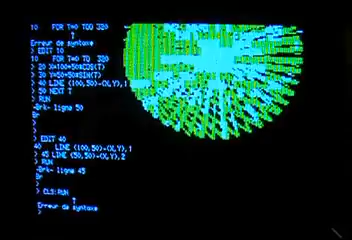 10   FOR T=0 TOO 320
Erreur de syntaxe
> EDIT 10
10   FOR T=0 TO  320
> 20 X=100+50*COS(T)
> 30 Y=50+50*SIN(T)
> 40 LINE (100,50)-(X,Y),1
> 50 NEXT T
> RUN
-Brk- ligne 50
Br
>
>
>
> EDIT 40
40   LINE (100,50)-(X,Y),1
> 45 LINE (50,50)-(X,Y),2
> RUN
-Brk- ligne 45
Br
>
> CLS:RUN
Erreur de syntaxe
>